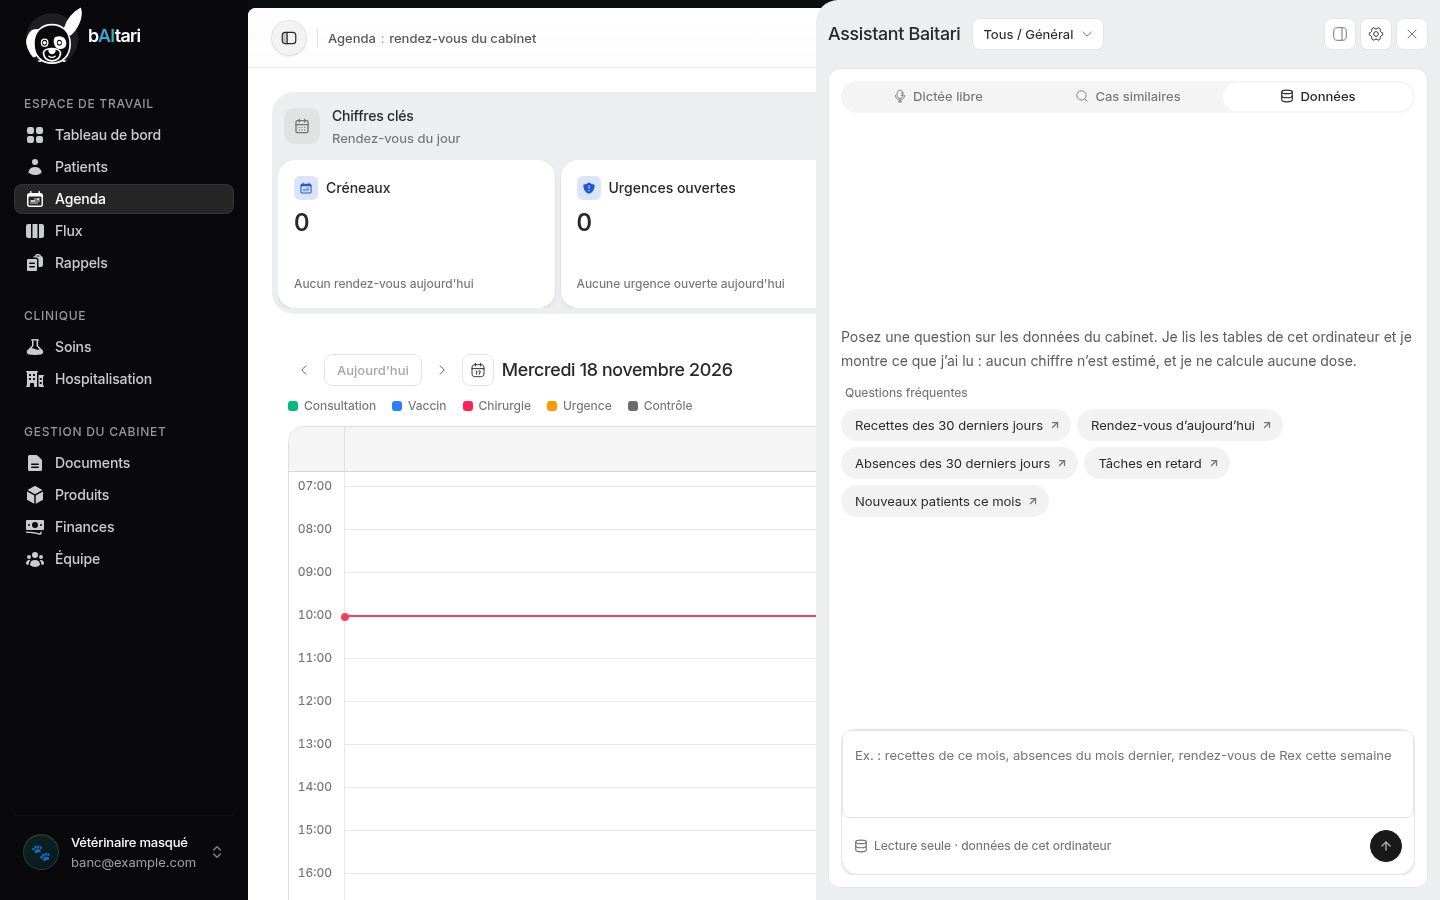 bAItari
ESPACE DE TRAVAIL
Tableau de bord
Patients
Agenda
Flux
Rappels
CLINIQUE
Soins
Hospitalisation
GESTION DU CABINET
Documents
Produits
Finances
Équipe
Vétérinaire masqué
banc@example.com
Agenda : rendez-vous du cabinet
Chiffres clés
Rendez-vous du jour
Créneaux
0
Aucun rendez-vous aujourd'hui
Urgences ouvertes
0
Aucune urgence ouverte aujourd'hui
Aujourd'hui
17
Mercredi 18 novembre 2026
Consultation Vaccin Chirurgie Urgence Contrôle
07:00
08:00
09:00
10:00
11:00
12:00
13:00
14:00
15:00
16:00
Assistant Baitari
Tous / Général
Dictée libre Cas similaires Données
Posez une question sur les données du cabinet. Je lis les tables de cet ordinateur et je
montre ce que j’ai lu : aucun chiffre n’est estimé, et je ne calcule aucune dose.
Questions fréquentes
Recettes des 30 derniers jours Rendez-vous d’aujourd’hui
Absences des 30 derniers jours Tâches en retard
Nouveaux patients ce mois
Ex. : recettes de ce mois, absences du mois dernier, rendez-vous de Rex cette semaine
Lecture seule · données de cet ordinateur